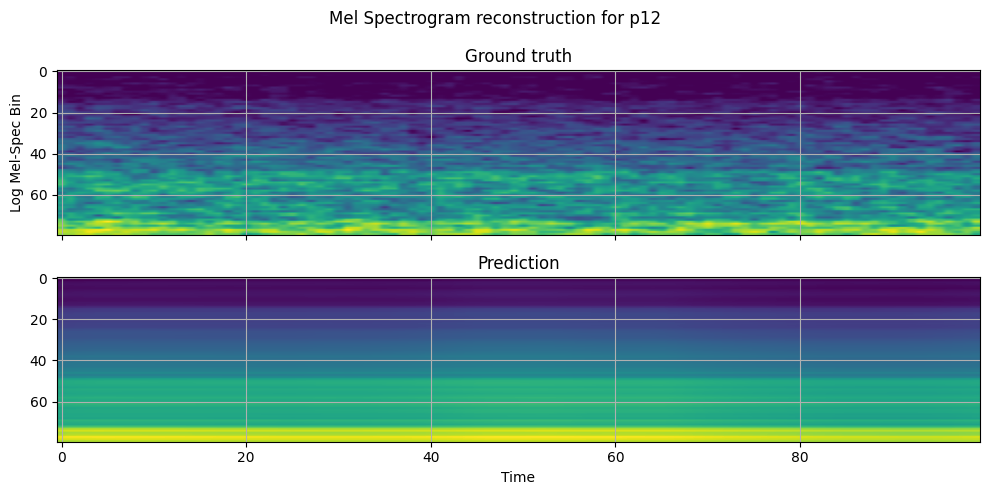 Mel Spectrogram reconstruction for p12
Ground truth
0
20
40
60
Log Mel-Spec Bin
Prediction
0
20
40
60
0 20 40 60 80
Time